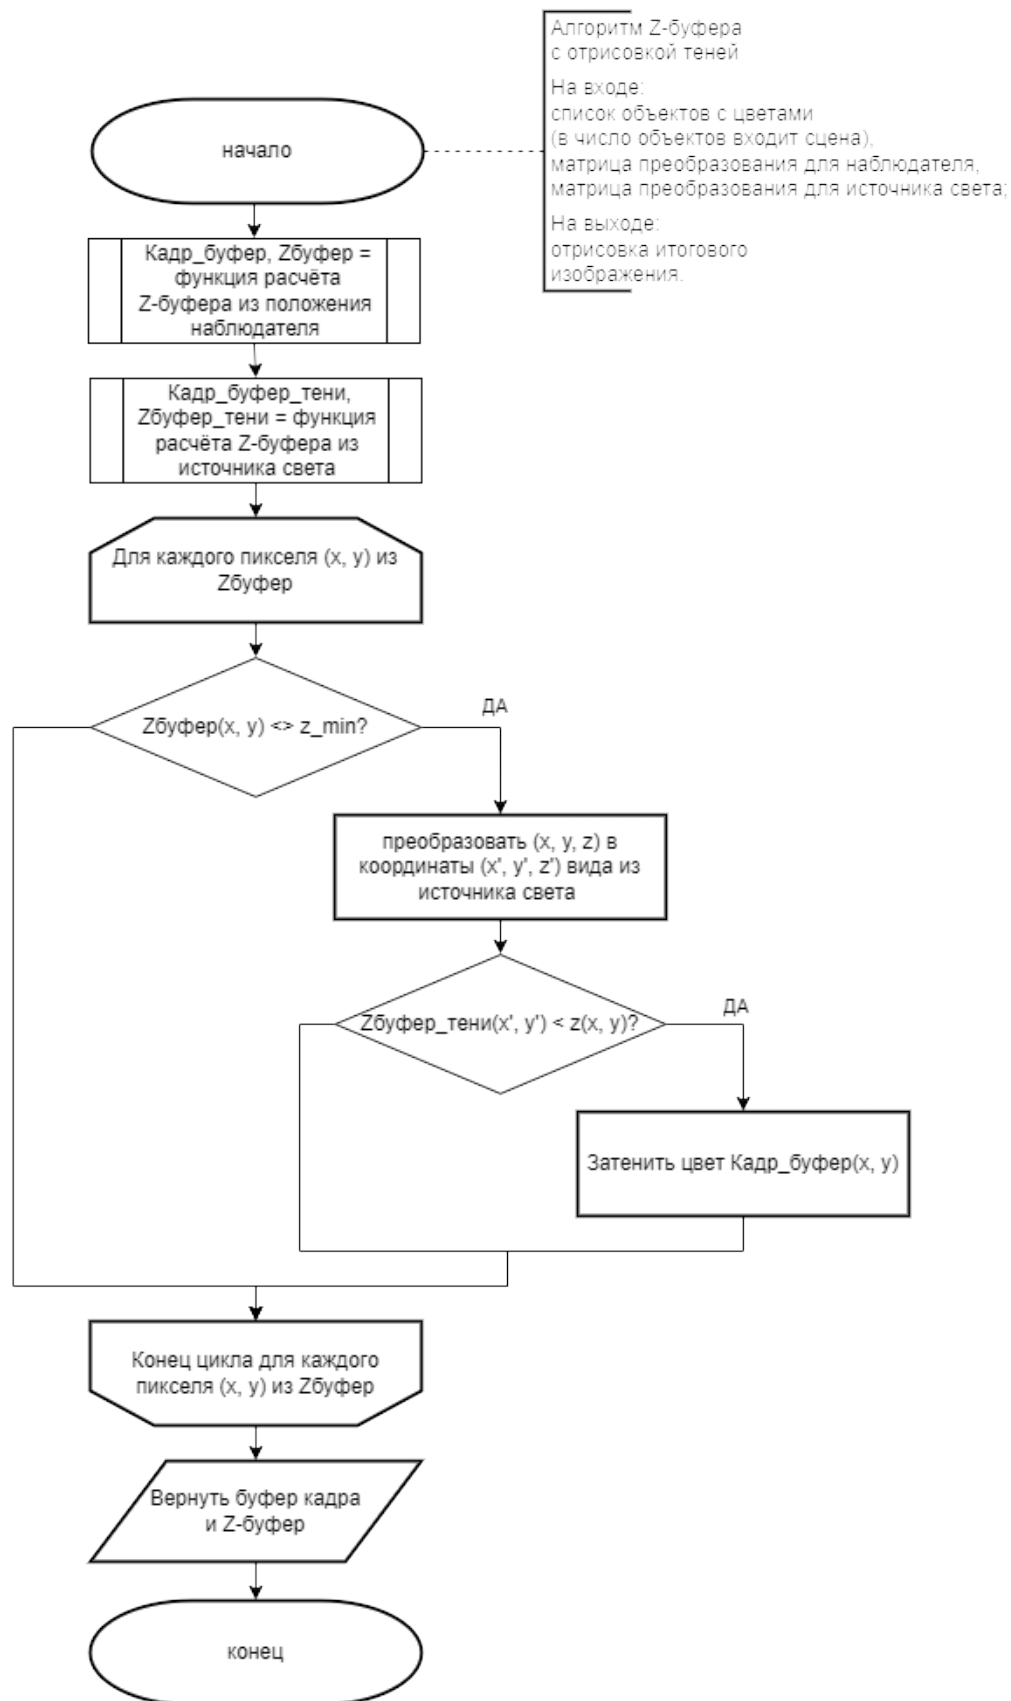 Алгоритм Z-буфера
с отрисовкой теней
На входе:
список объектов с цветами
(в число объектов входит сцена),
матрица преобразования для наблюдателя,
матрица преобразования для источника света;
На выходе:
отрисовка итогового
изображения.
начало
Кадр_буфер, Zбуфер =
функция расчёта
Z-буфера из положения
наблюдателя
Кадр_буфер_тени,
Zбуфер_тени = функция
расчёта Z-буфера из
источника света
Для каждого пикселя (x, y) из
Zбуфер
Zбуфер(x, y) <> z_min?
ДА
преобразовать (x, y, z) в
координаты (x', y', z') вида из
источника света
Zбуфер_тени(x', y') < z(x, y)?
ДА
Затенить цвет Кадр_буфер(x, y)
Конец цикла для каждого
пикселя (x, y) из Zбуфер
Вернуть буфер кадра
и Z-буфер
конец